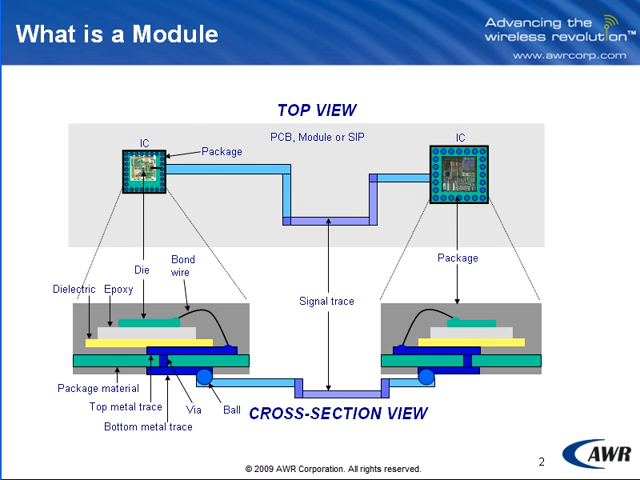 What is a Module
Advancing the
wireless revolution™
www.awrcorp.com
TOP VIEW
IC
PCB, Module or SIP
IC
Package
Die
Bond
wire
Package
Dielectric
Epoxy
Signal trace
Package material
Top metal trace
Via
Ball
CROSS-SECTION VIEW
Bottom metal trace
AWR
2
© 2009 AWR Corporation. All rights reserved.